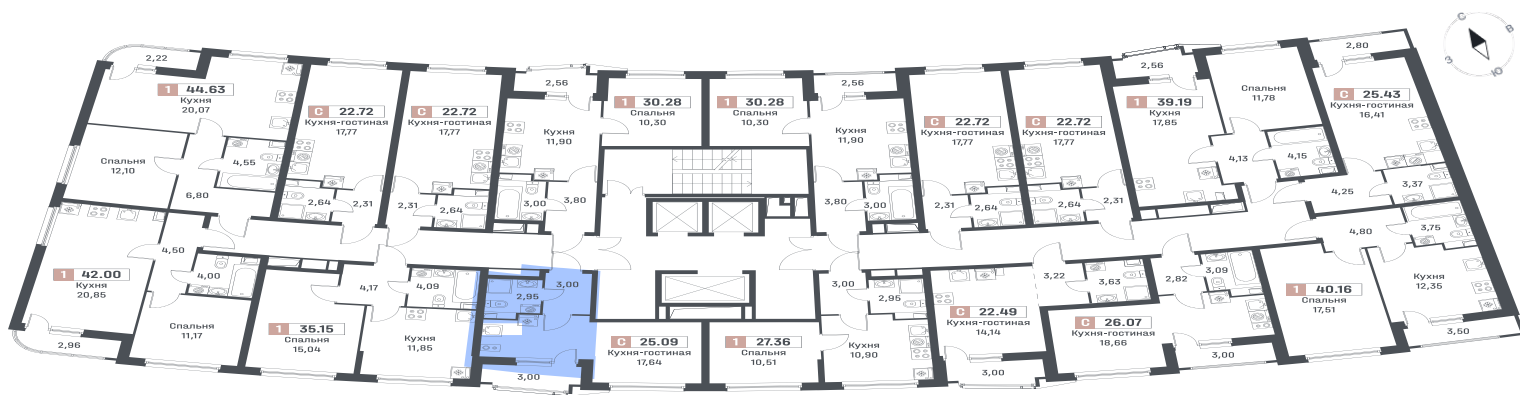 2,22
1 44.63
Кухня
20,07
Спальня
12,10
4,55
6,80
С 22.72
Кухня-гостиная
17,77
2,64
2,31
С 22.72
Кухня-гостиная
17,77
2,31
2,64
2,56
Кухня
11,90
3,00
3,80
1 30.28
Спальня
10,30
1 30.28
Спальня
10,30
2,56
Кухня
11,90
3,80
3,00
С 22.72
Кухня-гостиная
17,77
2,31
2,64
С 22.72
Кухня-гостиная
17,77
2,64
2,31
2,56
1 39.19
Кухня
17,85
Спальня
11,78
4,13
4,15
2,80
С 25.43
Кухня-гостиная
16,41
4,25
3,37
С
В
Ю
З
4,50
4,00
1 42.00
Кухня
20,85
2,96
Спальня
11,17
1 35.15
Спальня
15,04
4,17
4,09
Кухня
11,85
2,95
3,00
3,00
С 25.09
Кухня-гостиная
17,64
1 27.36
Спальня
10,51
3,00
2,95
Кухня
10,90
С 22.49
Кухня-гостиная
14,14
3,00
3,22
3,63
С 26.07
Кухня-гостиная
18,66
2,82
3,09
3,00
1 40.16
Спальня
17,51
4,80
3,75
Кухня
12,35
3,50